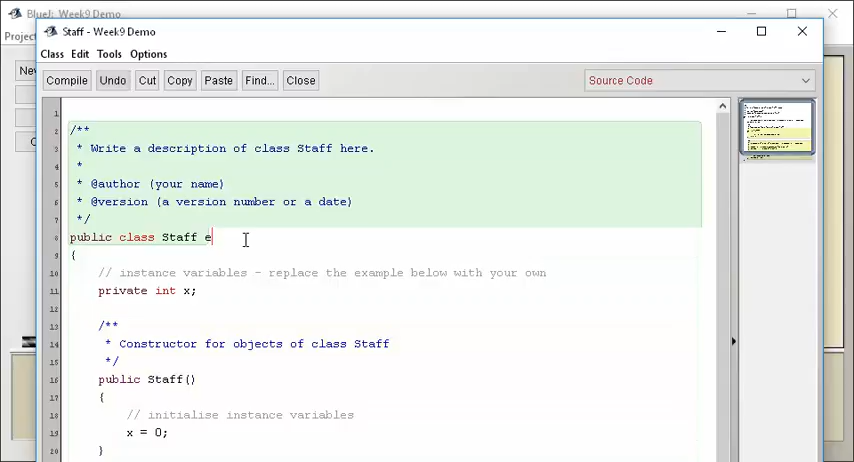 BlueJ: Week9 Demo
Projec
Staff - Week9 Demo
Class Edit Tools Options
Compile Undo Cut Copy Paste Find... Close Source Code
1
2 /**
3 * Write a description of class Staff here.
4 *
5 * @author (your name)
6 * @version (a version number or a date)
7 */
8 public class Staff e
9 {
10 // instance variables - replace the example below with your own
11 private int x;
12
13 /**
14 * Constructor for objects of class Staff
15 */
16 public Staff()
17 {
18 // initialise instance variables
19 x = 0;
20 }